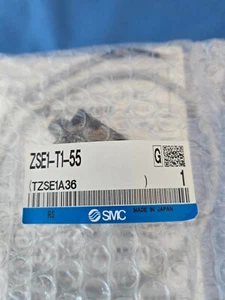 ZSE1-T1-55
G
(TZSE1A36 )
1
SMC
MADE IN JAPAN